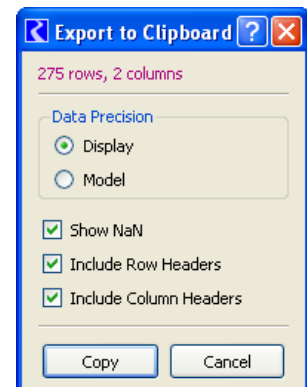 Export to Clipboard ?
275 rows, 2 columns
Data Precision
Display
Model
Show NaN
Include Row Headers
Include Column Headers
Copy Cancel